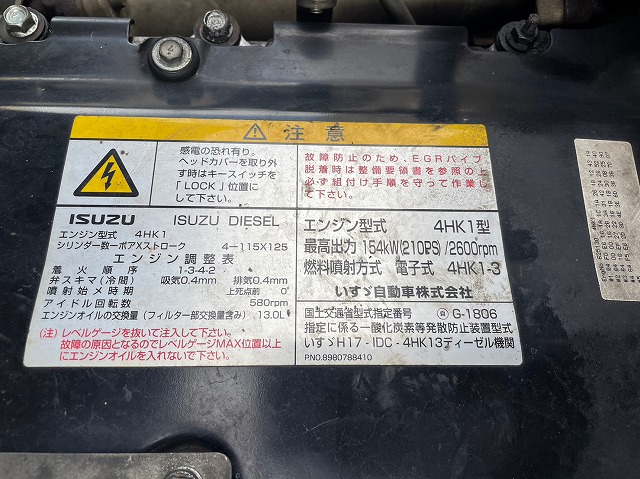 ⚠ 注意
感電の恐れ有り。
ヘッドカバーを取り外
す時はキースイッチを
「LOCK」位置に
して下さい。
故障防止のため、EGRパイプ
脱着時は整備要領書を参照の上
必ず組付け手順を守って作業し
て下さい。
ISUZU ISUZU DIESEL
エンジン型式 4HK1
シリンダー数－ボアXストローク 4－115X125
エンジン調整表
着火順序 1-3-4-2
弁スキマ(冷間) 吸気0.4mm 排気0.4mm
噴射始メ時期 上死点前 0°
アイドル回転数 580rpm
エンジンオイルの交換量(フィルター部交換量含み) 13.0L
(注)レベルゲージを抜いて注入して下さい。
故障の原因となるのでレベルゲージMAX位置以上
にエンジンオイルを入れないで下さい。
エンジン型式 4HK1型
最高出力 154kW(210PS)/2600rpm
燃料噴射方式 電子式 4HK1-3
いすゞ自動車株式会社
国土交通省型式指定番号 G-1806
指定に係る一酸化炭素等発散防止装置型式
いすゞH17-IDC-4HK13ディーゼル機関
P.NO.8980788410